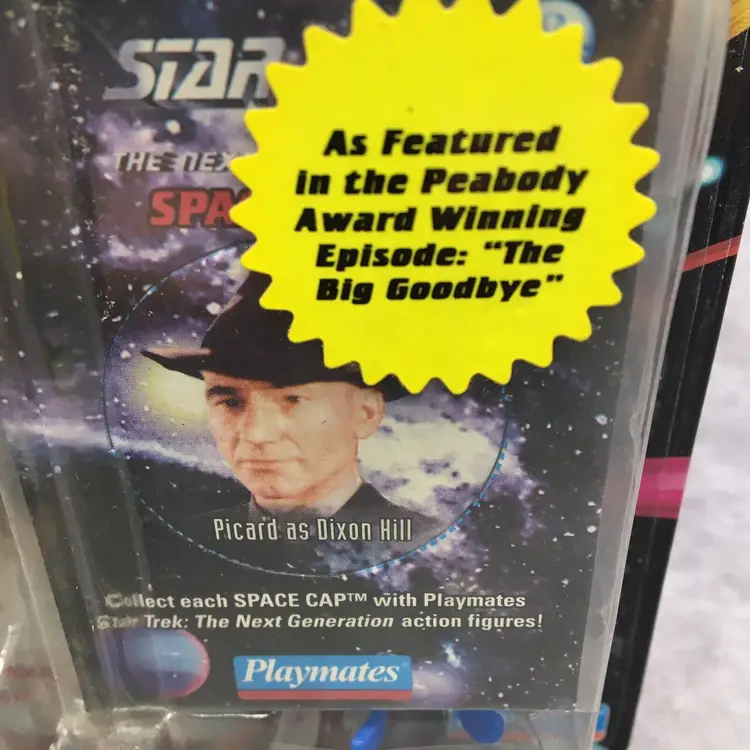 STAR
THE NEX
SPA
As Featured
in the Peabody
Award Winning
Episode: "The
Big Goodbye"
Picard as Dixon Hill
Collect each SPACE CAP™ with Playmates
Star Trek: The Next Generation action figures!
Playmates